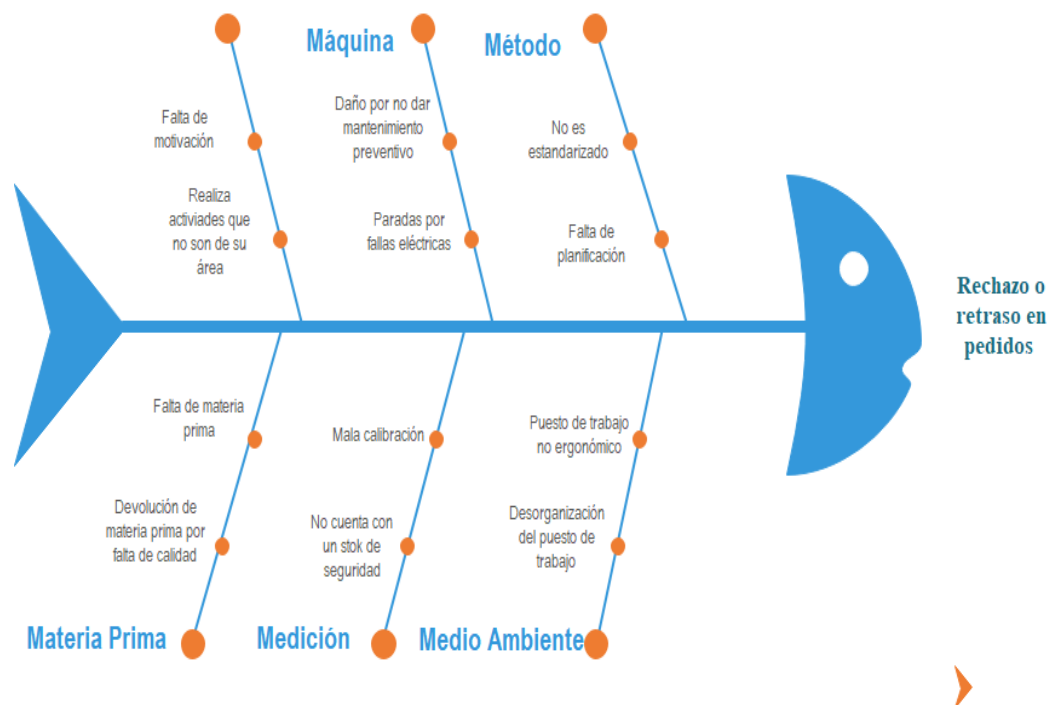 Máquina
Método
Falta de
motivación
Realiza
activiades que
no son de su
área
Daño por no dar
mantenimiento
preventivo
Paradas por
fallas eléctricas
No es
estandarizado
Falta de
planificación
Rechazo o
retraso en
pedidos
Falta de materia
prima
Devolución de
materia prima por
falta de calidad
Mala calibración
No cuenta con
un stok de
seguridad
Puesto de trabajo
no ergonómico
Desorganización
del puesto de
trabajo
Materia Prima
Medición
Medio Ambiente